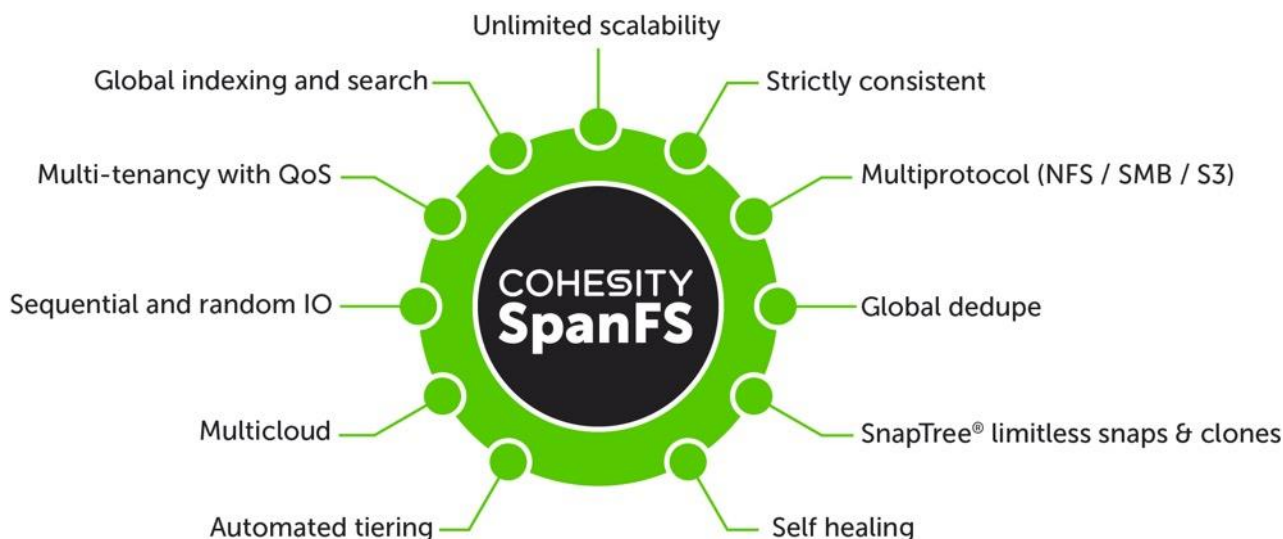 Unlimited scalability
Global indexing and search
Strictly consistent
Multi-tenancy with QoS
Multiprotocol (NFS / SMB / S3)
COHESITY
SpanFS
Sequential and random IO
Global dedupe
Multicloud
SnapTree® limitless snaps & clones
Automated tiering
Self healing